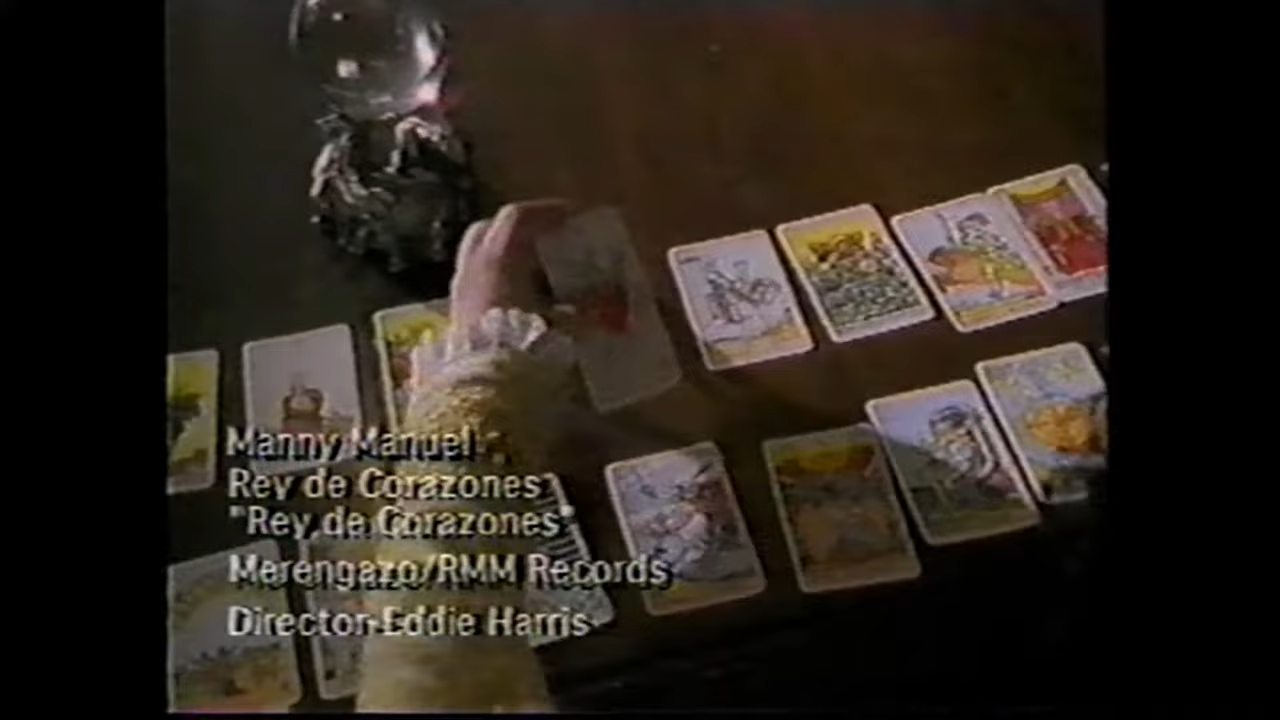 Manny Manuel
Rey de Corazones
"Rey de Corazones"
Merengazo/RMM Records
Director-Eddie Harris